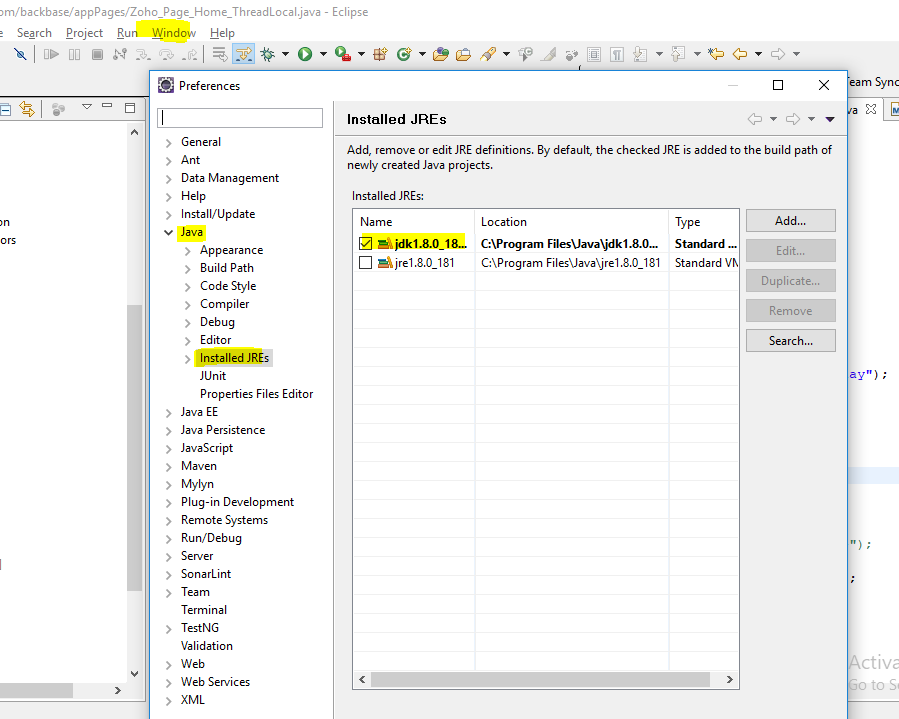 om/backbase/appPages/Zoho_Page_Home_ThreadLocal.java - Eclipse
e Search Project Run Window Help
Preferences
Team Sync
va
on
ors
Installed JREs
Add, remove or edit JRE definitions. By default, the checked JRE is added to the build path of
newly created Java projects.
Installed JREs:
Name Location Type
jdk1.8.0_18... C:\Program Files\Java\jdk1.8.0... Standard ...
jre1.8.0_181 C:\Program Files\Java\jre1.8.0_181 Standard VM
Add...
Edit...
Duplicate...
Remove
Search...
General
Ant
Data Management
Help
Install/Update
Java
Appearance
Build Path
Code Style
Compiler
Debug
Editor
Installed JREs
JUnit
Properties Files Editor
Java EE
Java Persistence
JavaScript
Maven
Mylyn
Plug-in Development
Remote Systems
Run/Debug
Server
SonarLint
Team
Terminal
TestNG
Validation
Web
Web Services
XML
ay");
");
;
Activa
Go to Se